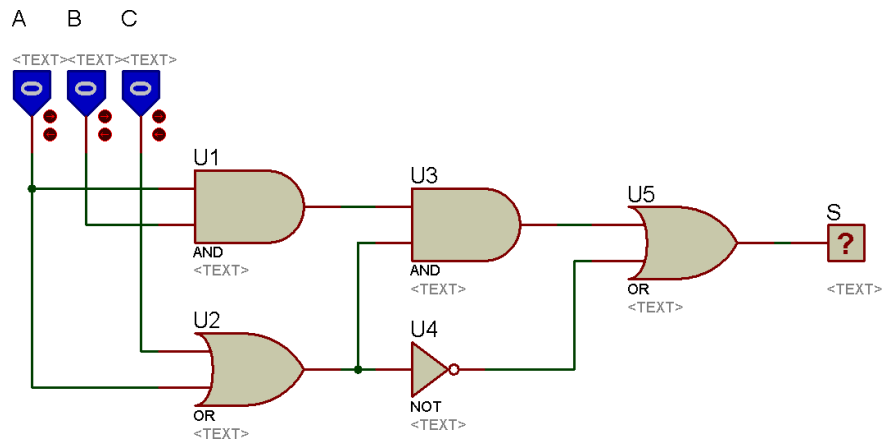 A B C
<TEXT><TEXT><TEXT>
0 0 0
U1
AND
<TEXT>
U3
AND
<TEXT>
U5
OR
<TEXT>
S
?
<TEXT>
U2
OR
<TEXT>
U4
NOT
<TEXT>